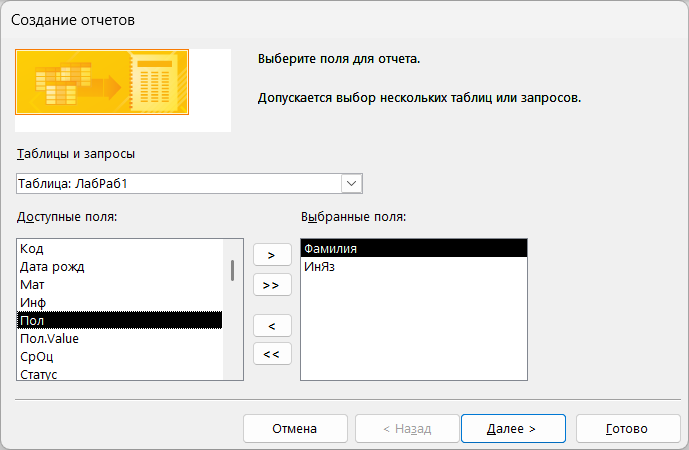 Создание отчетов
Выберите поля для отчета.
Допускается выбор нескольких таблиц или запросов.
Таблицы и запросы
Таблица: ЛабРаб1
Доступные поля:
Выбранные поля:
Код
Дата рожд
Мат
Инф
Пол
Пол.Value
СрОц
Статус
>
>>
<
<<
Фамилия
ИнЯз
Отмена
< Назад
Далее >
Готово